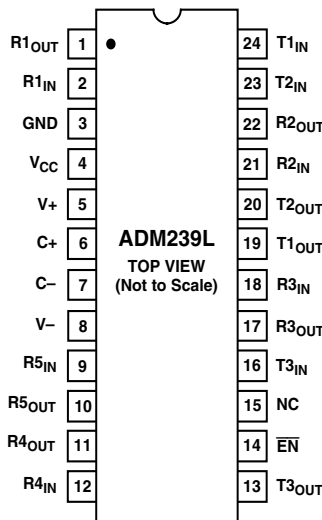 R1OUT 1 24 T1IN
R1IN 2 23 T2IN
GND 3 22 R2OUT
VCC 4 21 R2IN
V+ 5 20 T2OUT
C+ 6 ADM239L 19 T1OUT
TOP VIEW
C– 7 (Not to Scale) 18 R3IN
V– 8 17 R3OUT
R5IN 9 16 T3IN
R5OUT 10 15 NC
R4OUT 11 14 E̅N̅
R4IN 12 13 T3OUT